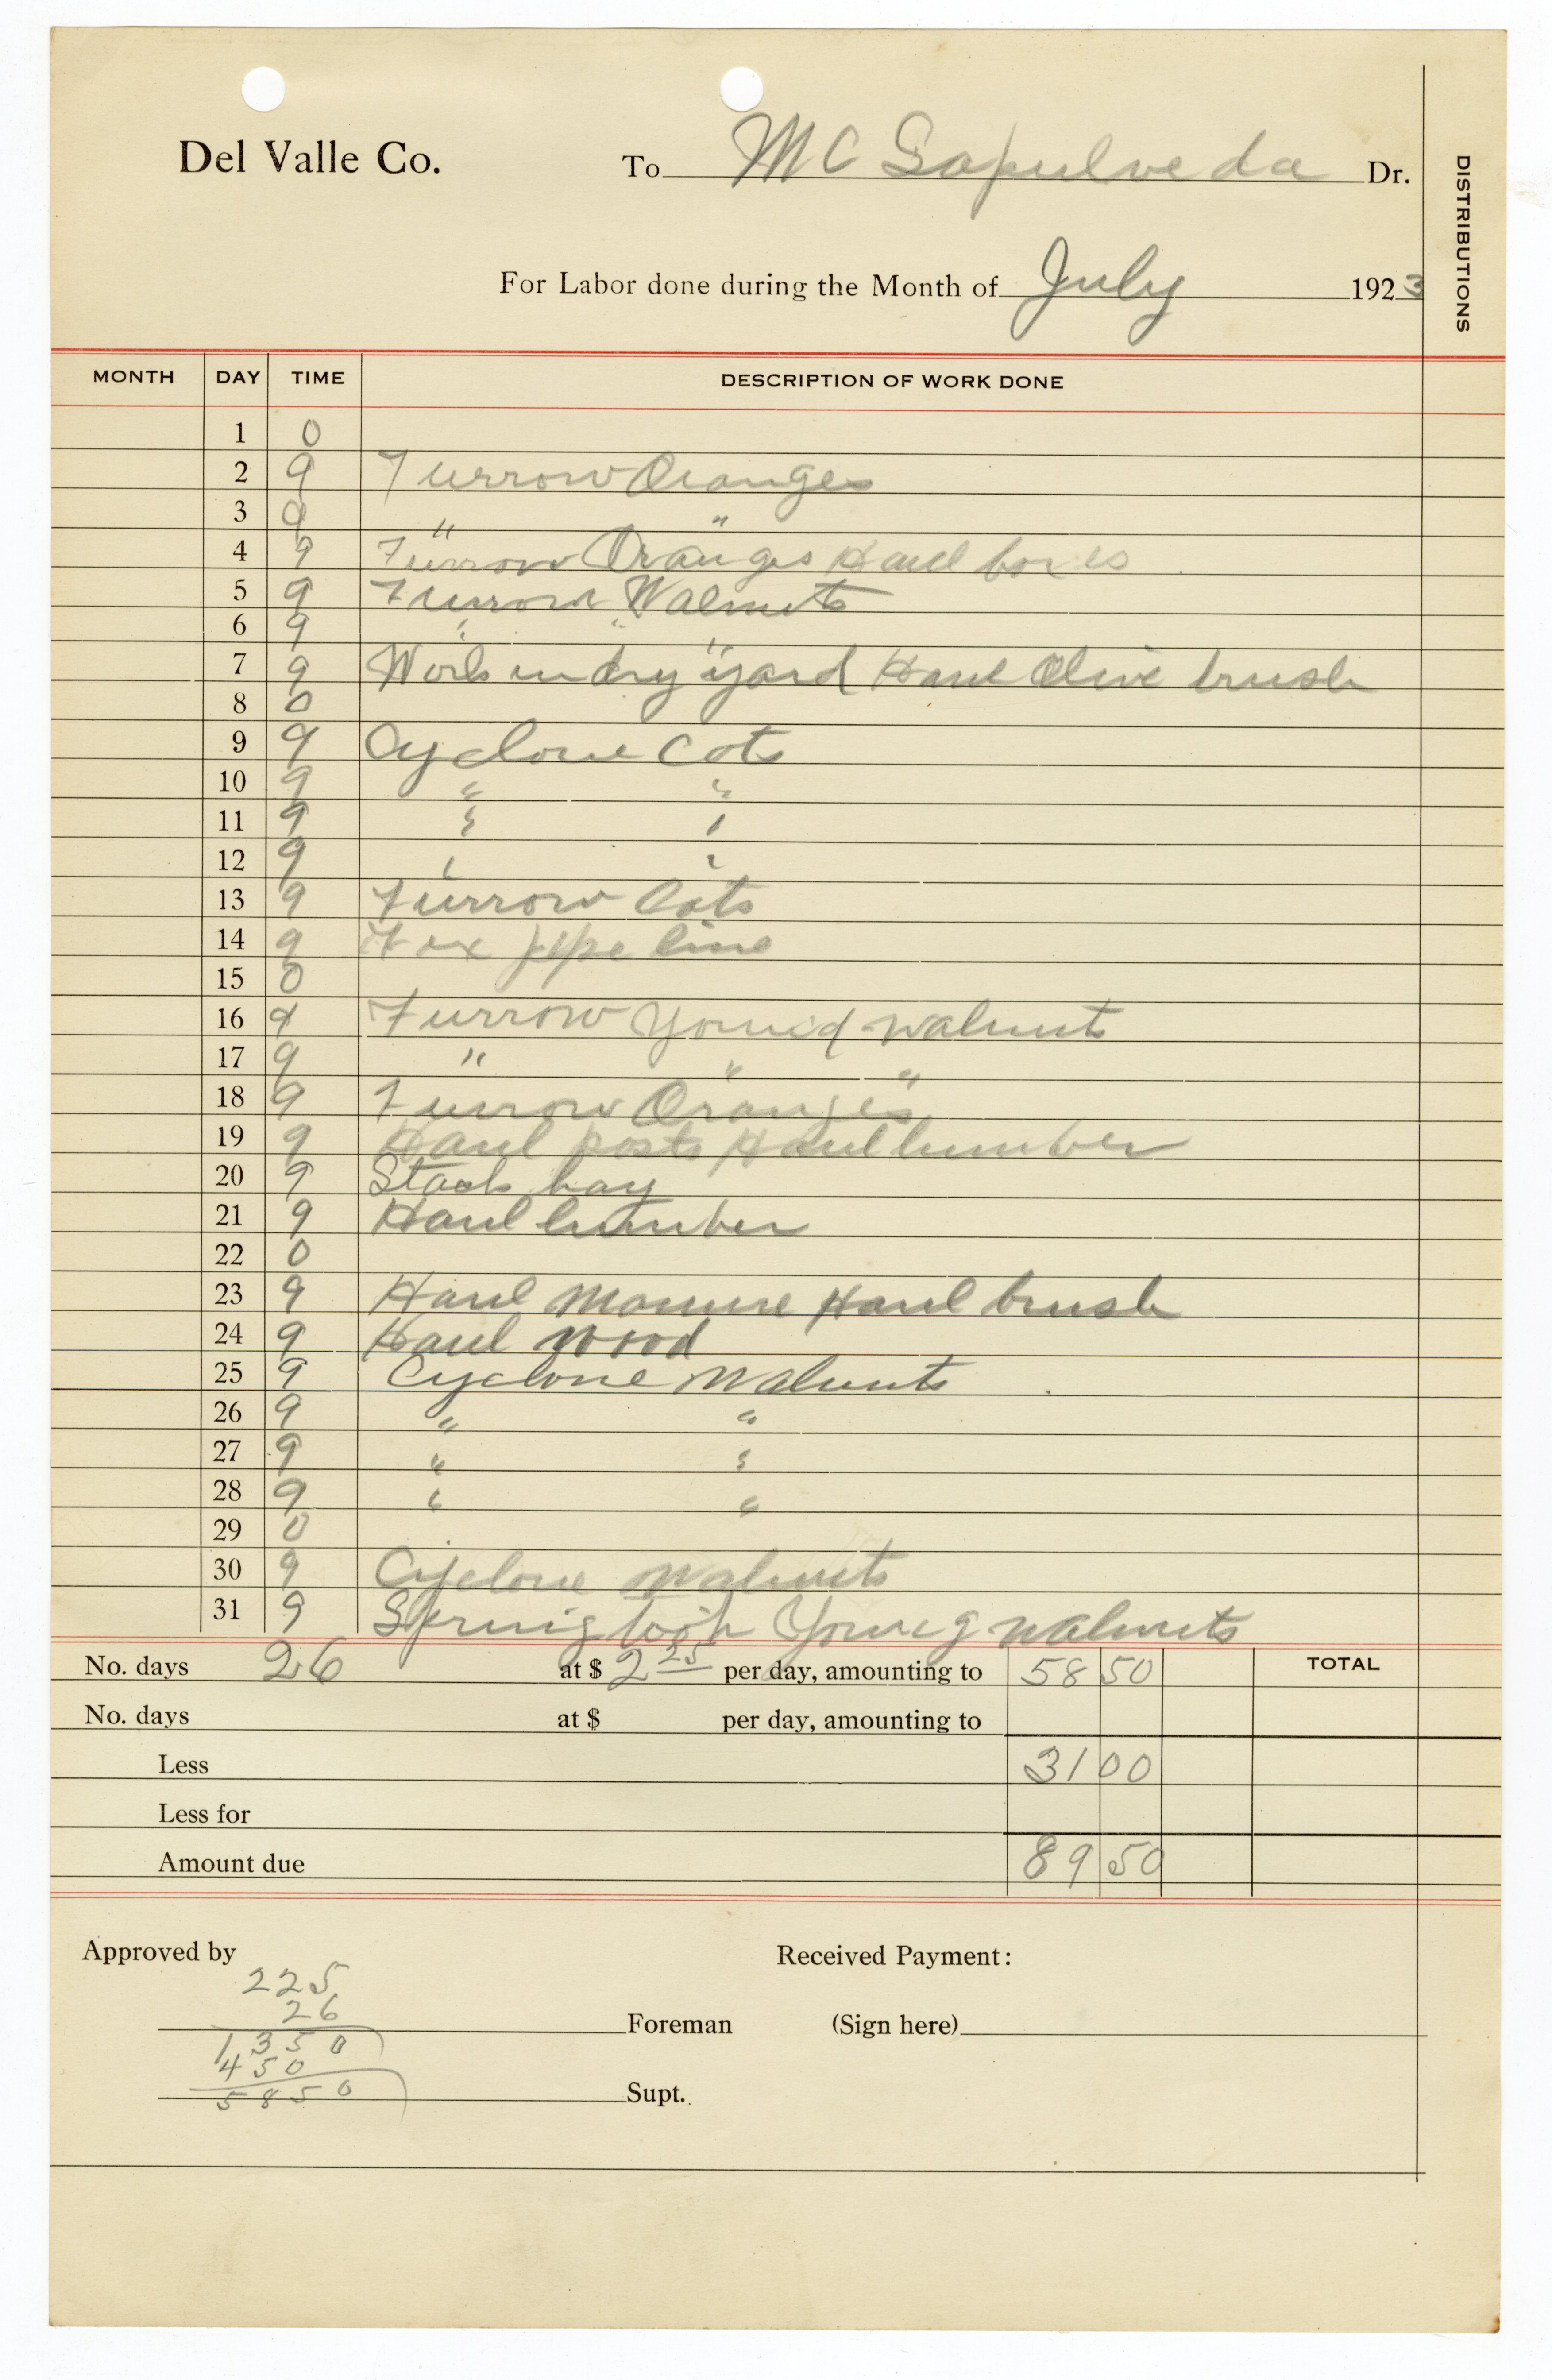 Del Valle Co. To M C Sapulveda Dr.
DISTRIBUTIONS
For Labor done during the Month of July 1923
MONTH DAY TIME DESCRIPTION OF WORK DONE
1 0
2 9 Furrow Oranges
3 9 " "
4 9 Furrow Oranges Haul boxes
5 9 Furrow Walnuts
6 9 " "
7 9 Work in dry yard Haul Olive brush
8 0
9 9 Cyclone Cots
10 9 " "
11 9 " "
12 9 " "
13 9 Furrow Cots
14 9 Fix pipe line
15 0
16 9 Furrow Young walnuts
17 9 " " "
18 9 Furrow Oranges
19 9 Haul posts Haul lumber
20 9 Stack hay
21 9 Haul lumber
22 0
23 9 Haul Manure Haul brush
24 9 Haul wood
25 9 Cyclone Walnuts
26 9 " "
27 9 " "
28 9 " "
29 0
30 9 Cyclone walnuts
31 9 Spring tooth Young walnuts
No. days 26 at $ 2 25 per day, amounting to 58 50 TOTAL
No. days at $ per day, amounting to
Less 31 00
Less for
Amount due 89 50
Approved by Received Payment:
225
26
Foreman (Sign here)
1350
450
5850 Supt.